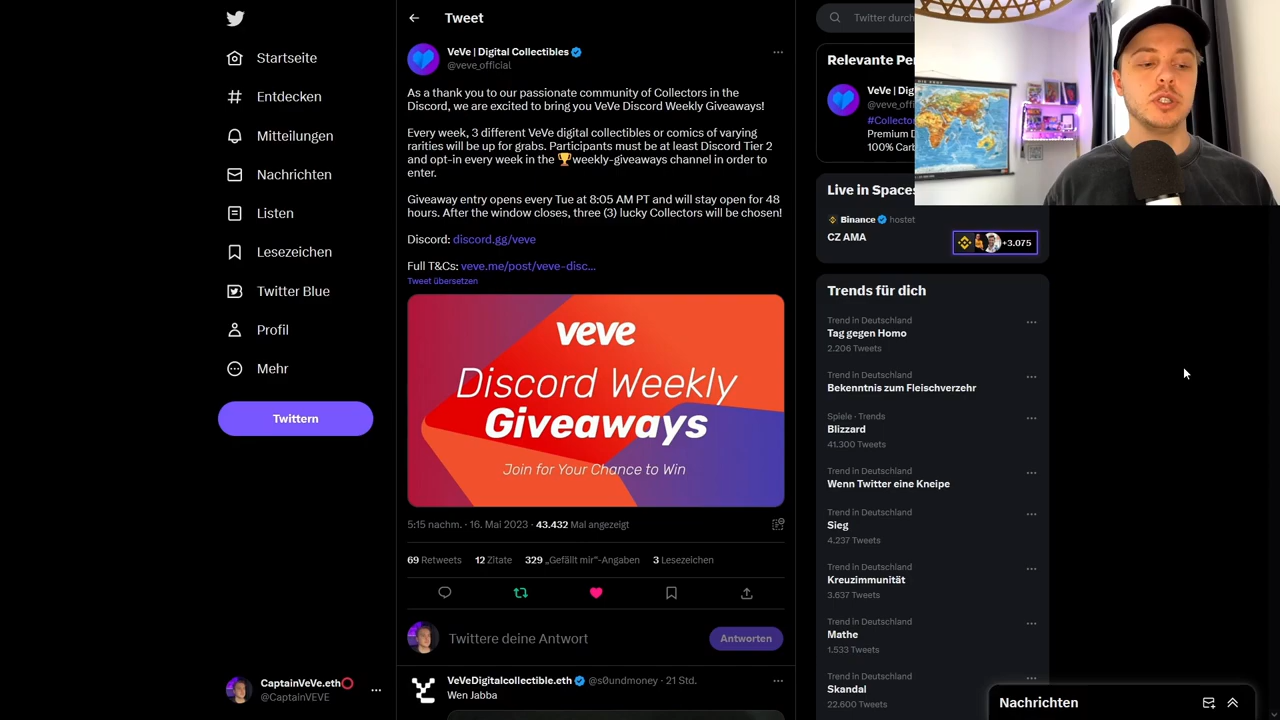 Startseite
Entdecken
Mitteilungen
Nachrichten
Listen
Lesezeichen
Twitter Blue
Profil
Mehr
Twittern
CaptainVeVe.eth
@CaptainVEVE
Tweet
VeVe | Digital Collectibles
@veve_official
As a thank you to our passionate community of Collectors in the
Discord, we are excited to bring you VeVe Discord Weekly Giveaways!
Every week, 3 different VeVe digital collectibles or comics of varying
rarities will be up for grabs. Participants must be at least Discord Tier 2
and opt-in every week in the 🏆weekly-giveaways channel in order to
enter.
Giveaway entry opens every Tue at 8:05 AM PT and will stay open for 48
hours. After the window closes, three (3) lucky Collectors will be chosen!
Discord: discord.gg/veve
Full T&Cs: veve.me/post/veve-disc...
Tweet übersetzen
veve
Discord Weekly
Giveaways
Join for Your Chance to Win
5:15 nachm. · 16. Mai 2023 · 43.432 Mal angezeigt
69 Retweets 12 Zitate 329 „Gefällt mir“-Angaben 3 Lesezeichen
Twittere deine Antwort
Antworten
VeVeDigitalcollectible.eth @s0undmoney · 21 Std.
Wen Jabba
Twitter durch
Relevante Per
VeVe | Dig
@veve_offi
#Collector
Premium D
100% Carb
Live in Spaces
Binance hostet
CZ AMA
+3.075
Trends für dich
Trend in Deutschland
Tag gegen Homo
2.206 Tweets
Trend in Deutschland
Bekenntnis zum Fleischverzehr
Spiele · Trends
Blizzard
41.300 Tweets
Trend in Deutschland
Wenn Twitter eine Kneipe
Trend in Deutschland
Sieg
4.237 Tweets
Trend in Deutschland
Kreuzimmunität
3.637 Tweets
Trend in Deutschland
Mathe
1.533 Tweets
Trend in Deutschland
Skandal
22.600 Tweets
Nachrichten